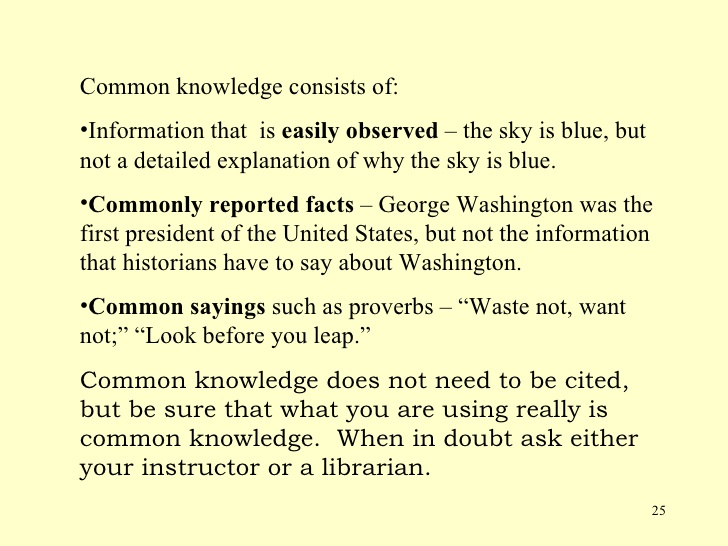 Common knowledge consists of:
•Information that  is easily observed – the sky is blue, but
not a detailed explanation of why the sky is blue.
•Commonly reported facts – George Washington was the
first president of the United States, but not the information
that historians have to say about Washington.
•Common sayings such as proverbs – “Waste not, want
not;” “Look before you leap.”
Common knowledge does not need to be cited,
but be sure that what you are using really is
common knowledge.  When in doubt ask either
your instructor or a librarian.
25